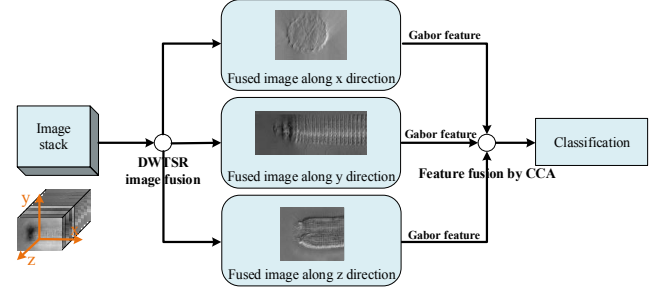 Gabor feature
Fused image along x direction
Image
stack
DWTSR
image fusion
Fused image along y direction
Gabor feature
Feature fusion by CCA
Classification
y
z
Fused image along z direction
Gabor feature